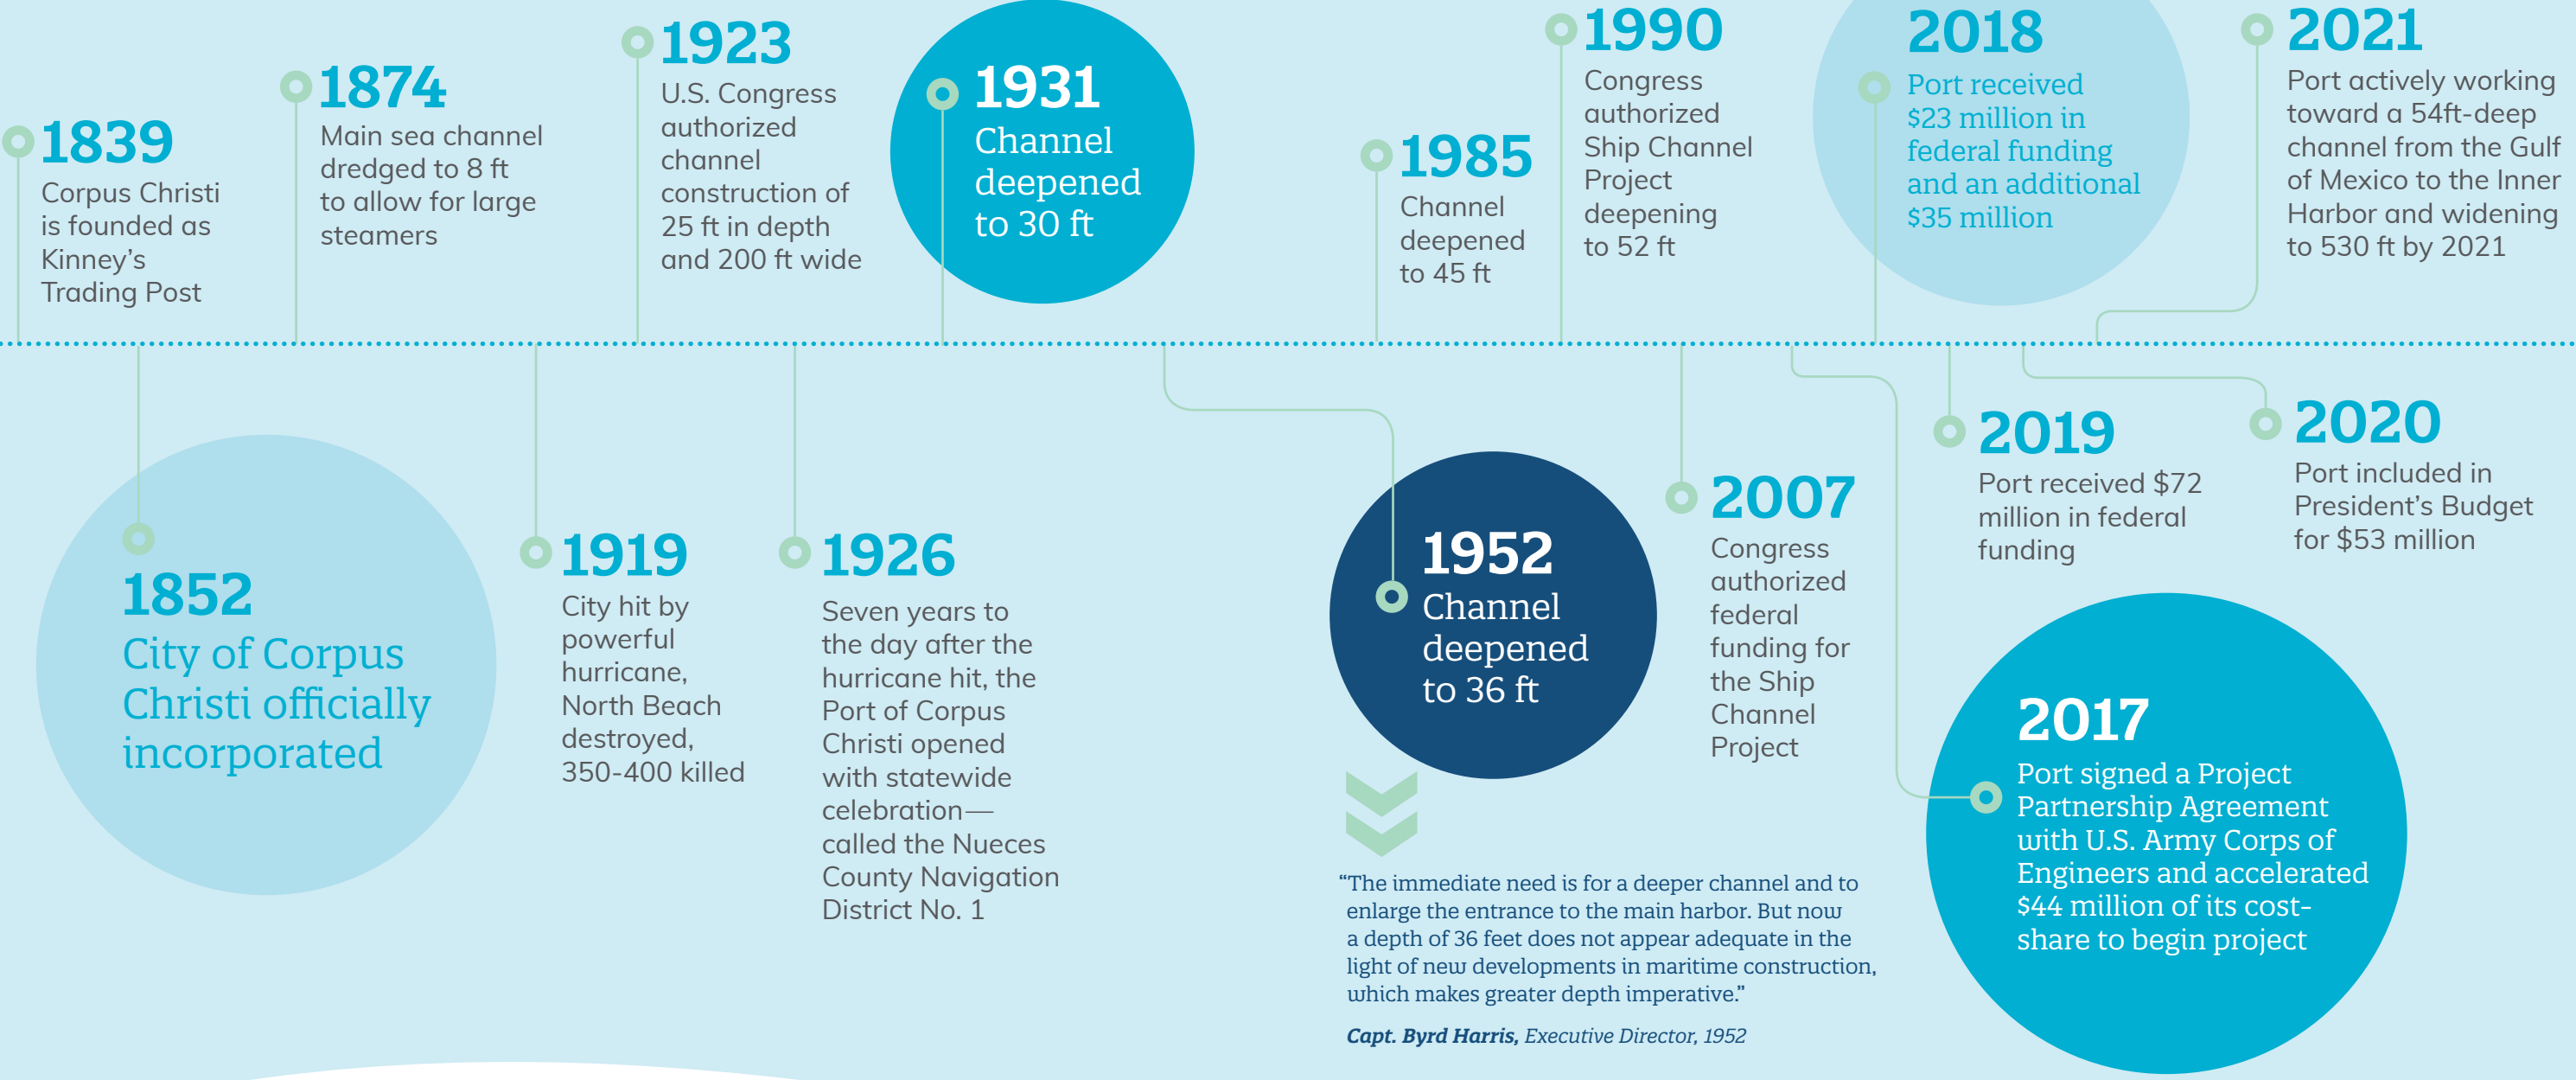 1839
Corpus Christi
is founded as
Kinney’s
Trading Post
1852
City of Corpus
Christi officially
incorporated
1874
Main sea channel
dredged to 8 ft
to allow for large
steamers
1919
City hit by
powerful
hurricane,
North Beach
destroyed,
350-400 killed
1923
U.S. Congress
authorized
channel
construction of
25 ft in depth
and 200 ft wide
1926
Seven years to
the day after the
hurricane hit, the
Port of Corpus
Christi opened
with statewide
celebration—
called the Nueces
County Navigation
District No. 1
1931
Channel
deepened
to 30 ft
1952
Channel
deepened
to 36 ft
“The immediate need is for a deeper channel and to
enlarge the entrance to the main harbor. But now
a depth of 36 feet does not appear adequate in the
light of new developments in maritime construction,
which makes greater depth imperative.”
Capt. Byrd Harris, Executive Director, 1952
1985
Channel
deepened
to 45 ft
1990
Congress
authorized
Ship Channel
Project
deepening
to 52 ft
2007
Congress
authorized
federal
funding for
the Ship
Channel
Project
2017
Port signed a Project
Partnership Agreement
with U.S. Army Corps of
Engineers and accelerated
$44 million of its cost-
share to begin project
2018
Port received
$23 million in
federal funding
and an additional
$35 million
2019
Port received $72
million in federal
funding
2020
Port included in
President’s Budget
for $53 million
2021
Port actively working
toward a 54ft-deep
channel from the Gulf
of Mexico to the Inner
Harbor and widening
to 530 ft by 2021